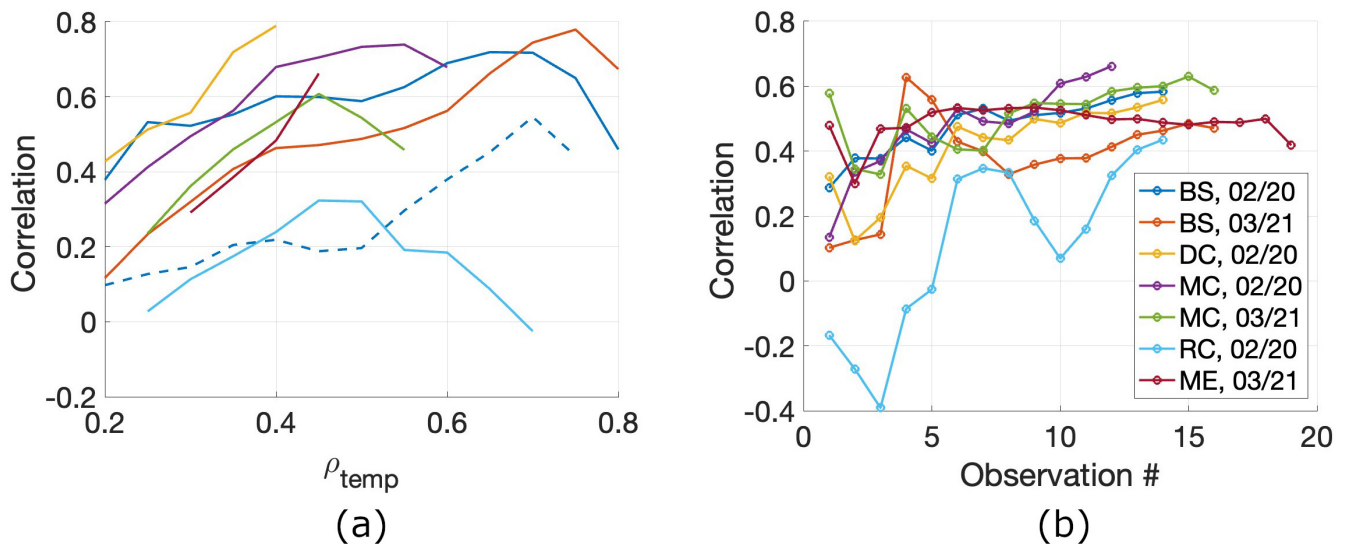 0.8
0.6
0.4
0.2
0
-0.2
Correlation
0.2 0.4 0.6 0.8
ρtemp
(a)
0.8
0.6
0.4
0.2
0
-0.2
-0.4
Correlation
0 5 10 15 20
Observation #
BS, 02/20
BS, 03/21
DC, 02/20
MC, 02/20
MC, 03/21
RC, 02/20
ME, 03/21
(b)